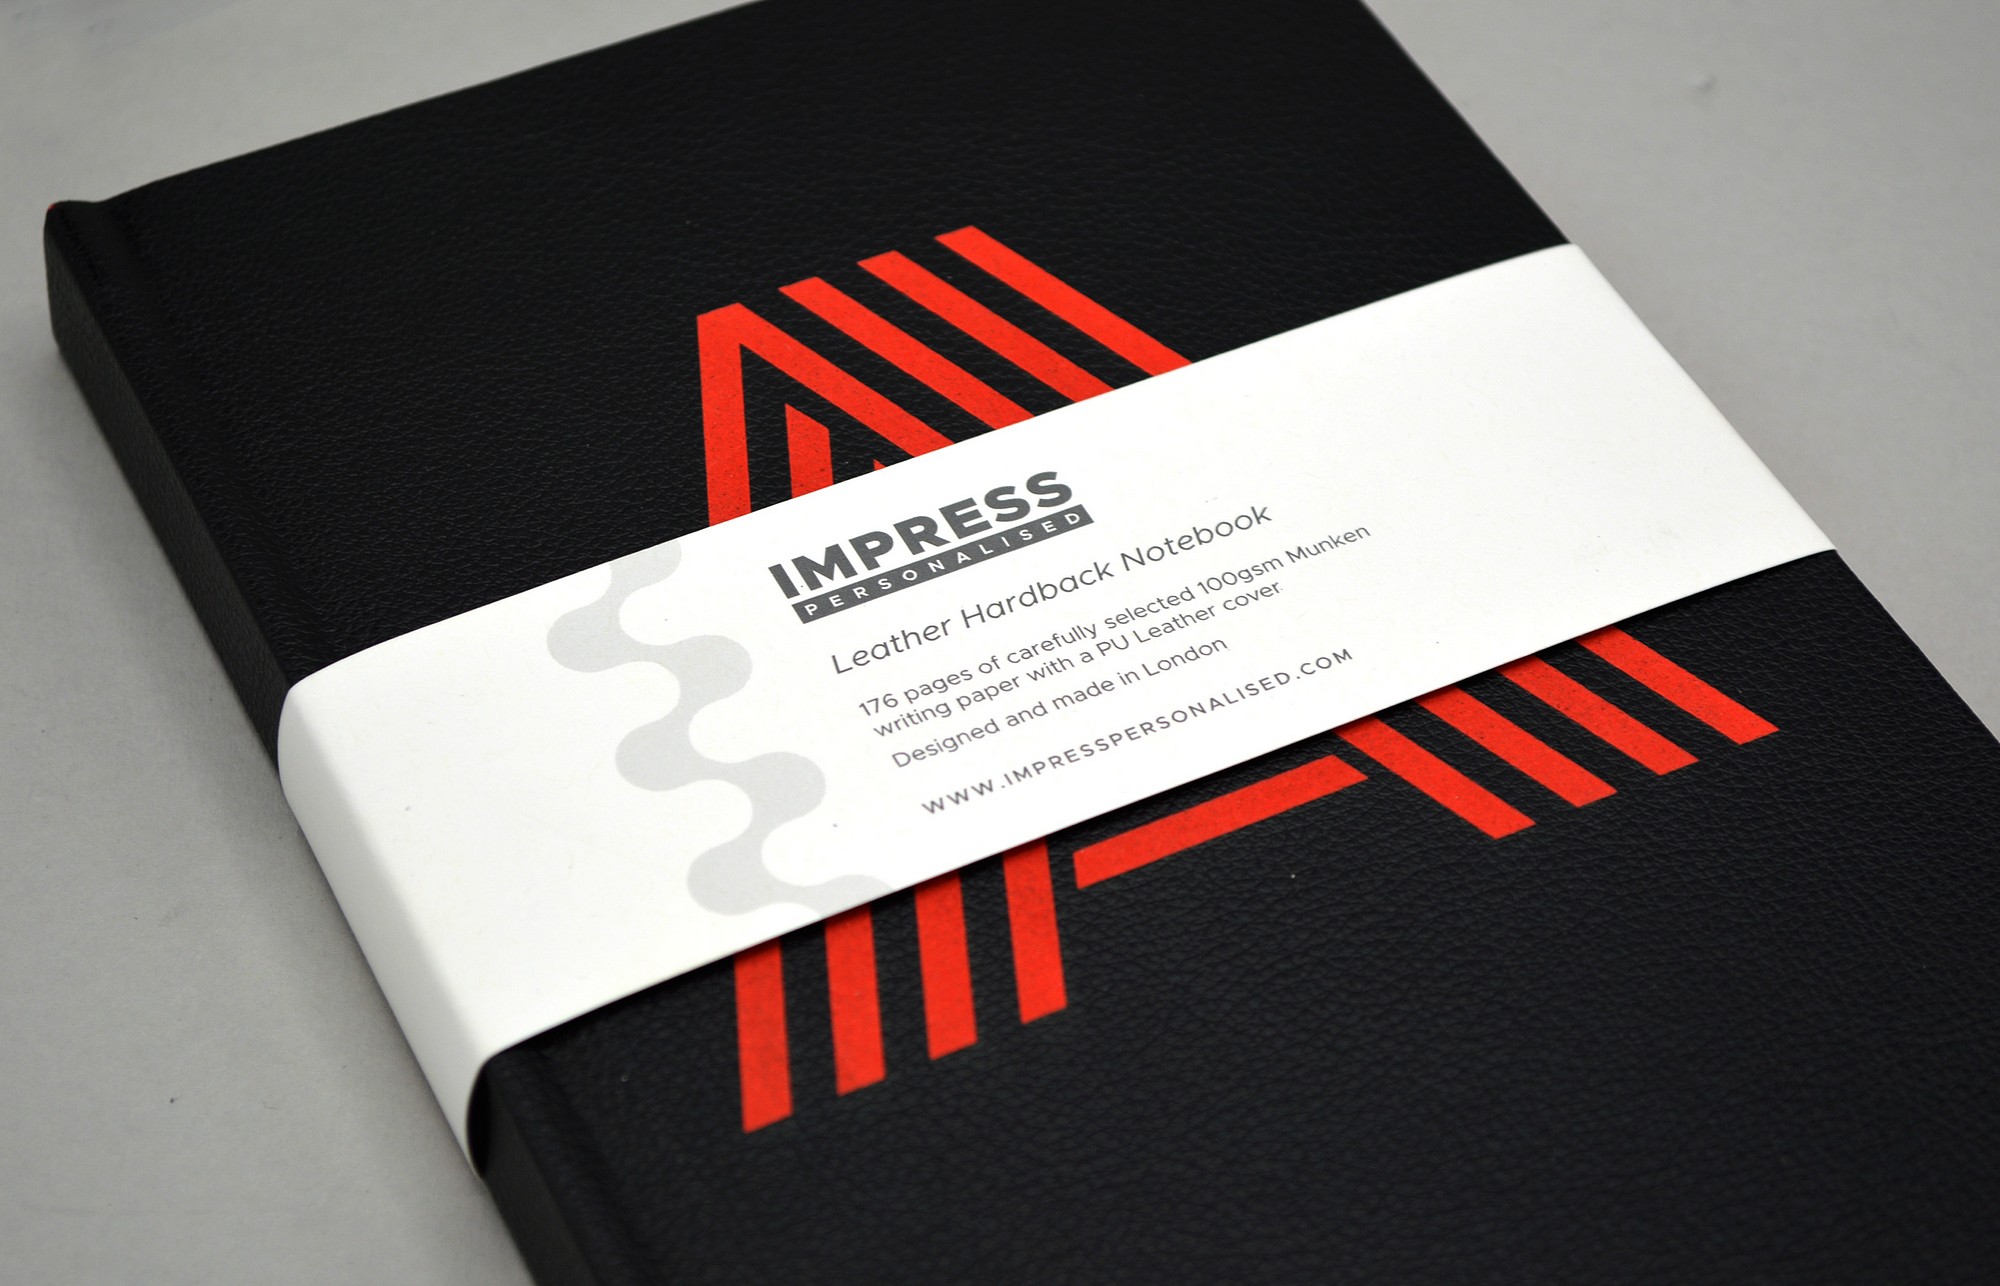 IMPRESS
PERSONALISED
Leather Hardback Notebook
176 pages of carefully selected 100gsm Munken
writing paper with a PU Leather cover.
Designed and made in London
WWW.IMPRESSPERSONALISED.COM